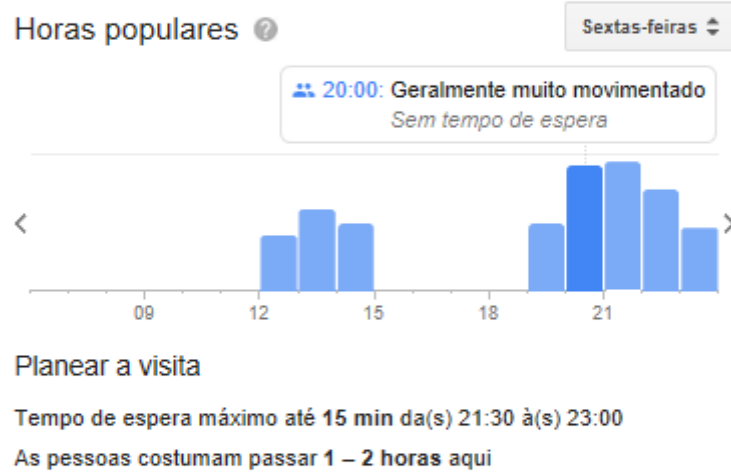 Horas populares ?
Sextas-feiras
20:00: Geralmente muito movimentado
Sem tempo de espera
09 12 15 18 21
Planear a visita
Tempo de espera máximo até 15 min da(s) 21:30 à(s) 23:00
As pessoas costumam passar 1 – 2 horas aqui